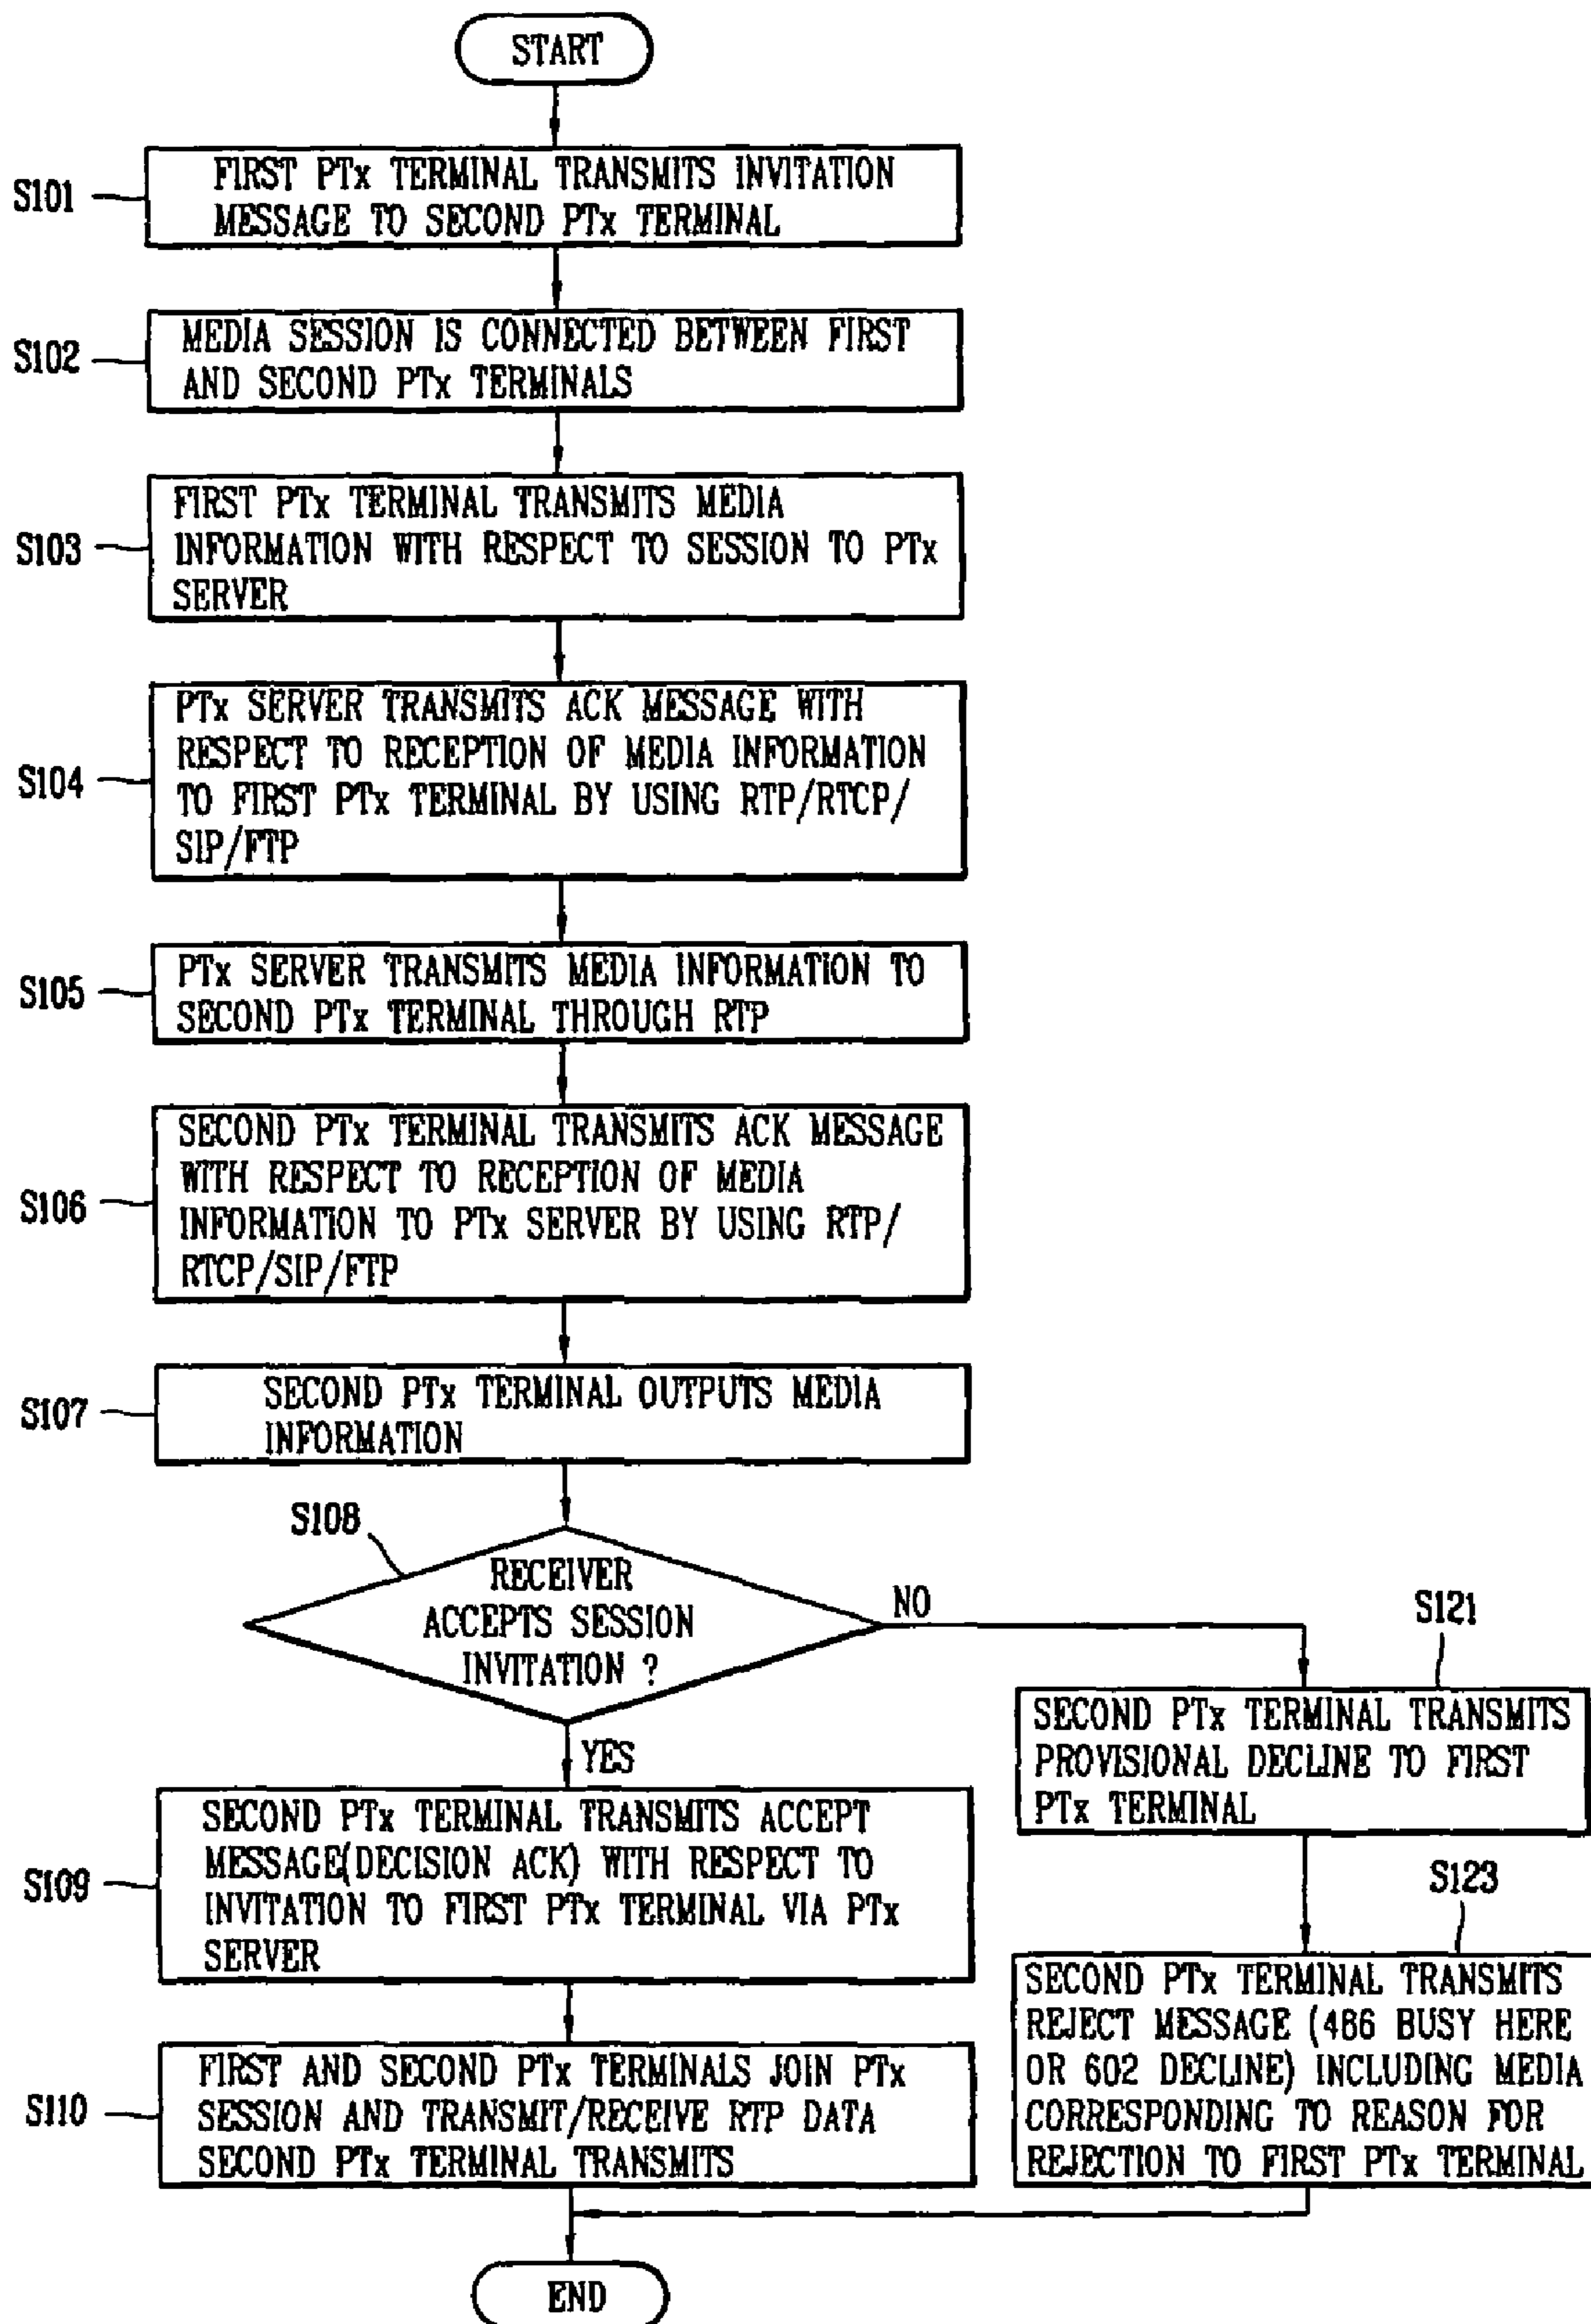 START
S101
FIRST PTx TERMINAL TRANSMITS INVITATION
MESSAGE TO SECOND PTx TERMINAL
S102
MEDIA SESSION IS CONNECTED BETWEEN FIRST
AND SECOND PTx TERMINALS
S103
FIRST PTx TERMINAL TRANSMITS MEDIA
INFORMATION WITH RESPECT TO SESSION TO PTx
SERVER
S104
PTx SERVER TRANSMITS ACK MESSAGE WITH
RESPECT TO RECEPTION OF MEDIA INFORMATION
TO FIRST PTx TERMINAL BY USING RTP/RTCP/
SIP/FTP
S105
PTx SERVER TRANSMITS MEDIA INFORMATION TO
SECOND PTx TERMINAL THROUGH RTP
S106
SECOND PTx TERMINAL TRANSMITS ACK MESSAGE
WITH RESPECT TO RECEPTION OF MEDIA
INFORMATION TO PTx SERVER BY USING RTP/
RTCP/SIP/FTP
S107
SECOND PTx TERMINAL OUTPUTS MEDIA
INFORMATION
S108
RECEIVER
ACCEPTS SESSION
INVITATION ?
NO
YES
S109
SECOND PTx TERMINAL TRANSMITS ACCEPT
MESSAGE(DECISION ACK) WITH RESPECT TO
INVITATION TO FIRST PTx TERMINAL VIA PTx
SERVER
S110
FIRST AND SECOND PTx TERMINALS JOIN PTx
SESSION AND TRANSMIT/RECEIVE RTP DATA
SECOND PTx TERMINAL TRANSMITS
S121
SECOND PTx TERMINAL TRANSMITS
PROVISIONAL DECLINE TO FIRST
PTx TERMINAL
S123
SECOND PTx TERMINAL TRANSMITS
REJECT MESSAGE (486 BUSY HERE
OR 602 DECLINE) INCLUDING MEDIA
CORRESPONDING TO REASON FOR
REJECTION TO FIRST PTx TERMINAL
END